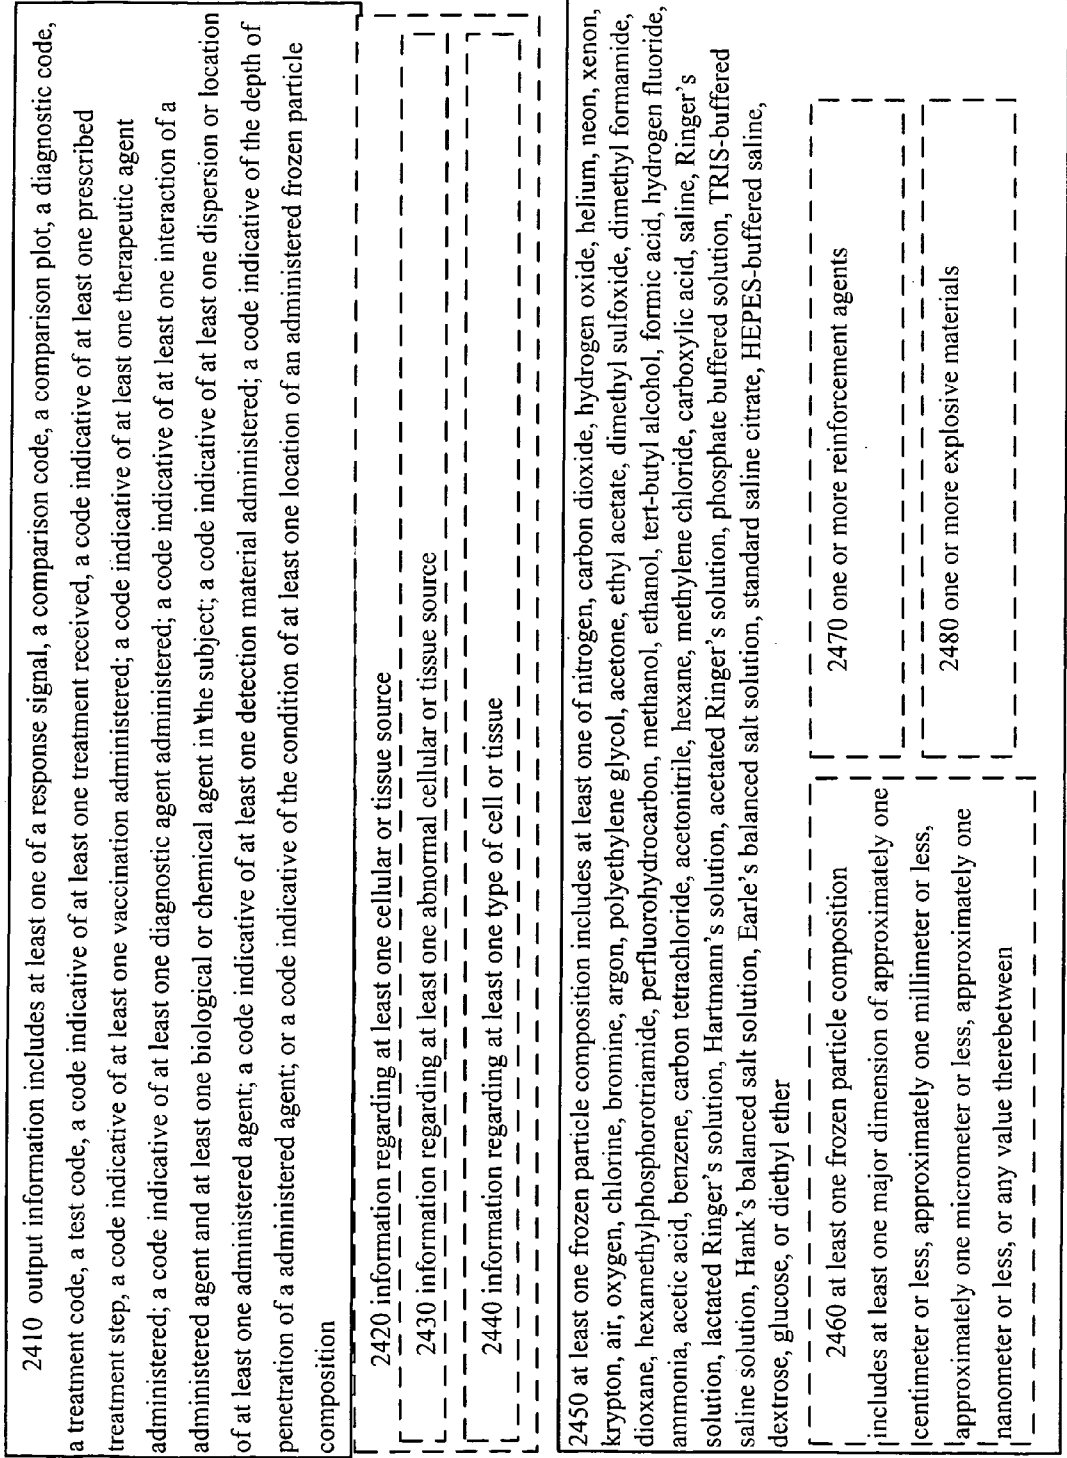 2410 output information includes at least one of a response signal, a comparison code, a comparison plot, a diagnostic code,
a treatment code, a test code, a code indicative of at least one treatment received, a code indicative of at least one prescribed
treatment step, a code indicative of at least one vaccination administered; a code indicative of at least one therapeutic agent
administered; a code indicative of at least one diagnostic agent administered; a code indicative of at least one interaction of a
administered agent and at least one biological or chemical agent in the subject; a code indicative of at least one dispersion or location
of at least one administered agent; a code indicative of at least one detection material administered; a code indicative of the depth of
penetration of a administered agent; or a code indicative of the condition of at least one location of an administered frozen particle
composition
2420 information regarding at least one cellular or tissue source
2430 information regarding at least one abnormal cellular or tissue source
2440 information regarding at least one type of cell or tissue
2450 at least one frozen particle composition includes at least one of nitrogen, carbon dioxide, hydrogen oxide, helium, neon, xenon,
krypton, air, oxygen, chlorine, bromine, argon, polyethylene glycol, acetone, ethyl acetate, dimethyl sulfoxide, dimethyl formamide,
dioxane, hexamethylphosphorotriamide, perfluorohydrocarbon, methanol, ethanol, tert-butyl alcohol, formic acid, hydrogen fluoride,
ammonia, acetic acid, benzene, carbon tetrachloride, acetonitrile, hexane, methylene chloride, carboxylic acid, saline, Ringer's
solution, lactated Ringer's solution, Hartmann's solution, acetated Ringer's solution, phosphate buffered solution, TRIS-buffered
saline solution, Hank's balanced salt solution, Earle's balanced salt solution, standard saline citrate, HEPES-buffered saline,
dextrose, glucose, or diethyl ether
2460 at least one frozen particle composition
includes at least one major dimension of approximately one
centimeter or less, approximately one millimeter or less,
approximately one micrometer or less, approximately one
nanometer or less, or any value therebetween
2470 one or more reinforcement agents
2480 one or more explosive materials